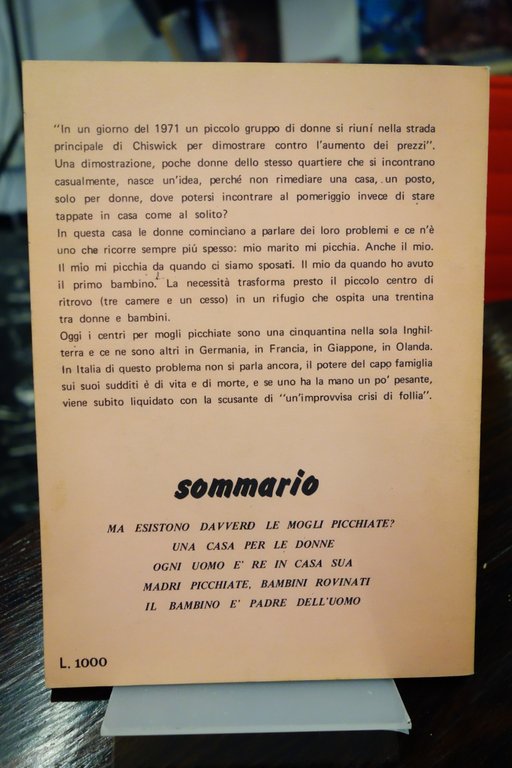 "In un giorno del 1971 un piccolo gruppo di donne si riuní nella strada
principale di Chiswick per dimostrare contro l'aumento dei prezzi".
Una dimostrazione, poche donne dello stesso quartiere che si incontrano
casualmente, nasce un'idea, perché non rimediare una casa, un posto,
solo per donne, dove potersi incontrare al pomeriggio invece di stare
tappate in casa come al solito?
In questa casa le donne cominciano a parlare dei loro problemi e ce n'è
uno che ricorre sempre piú spesso: mio marito mi picchia. Anche il mio.
Il mio mi picchia da quando ci siamo sposati. Il mio da quando ho avuto
il primo bambino. La necessità trasforma presto il piccolo centro di
ritrovo (tre camere e un cesso) in un rifugio che ospita una trentina
tra donne e bambini.
Oggi i centri per mogli picchiate sono una cinquantina nella sola Inghil-
terra e ce ne sono altri in Germania, in Francia, in Giappone, in Olanda.
In Italia di questo problema non si parla ancora, il potere del capo famiglia
sui suoi sudditi è di vita e di morte, e se uno ha la mano un po' pesante,
viene subito liquidato con la scusante di "un'improvvisa crisi di follia".
sommario
MA ESISTONO DAVVERO LE MOGLI PICCHIATE?
UNA CASA PER LE DONNE
OGNI UOMO E' RE IN CASA SUA
MADRI PICCHIATE, BAMBINI ROVINATI
IL BAMBINO E' PADRE DELL'UOMO
L. 1000